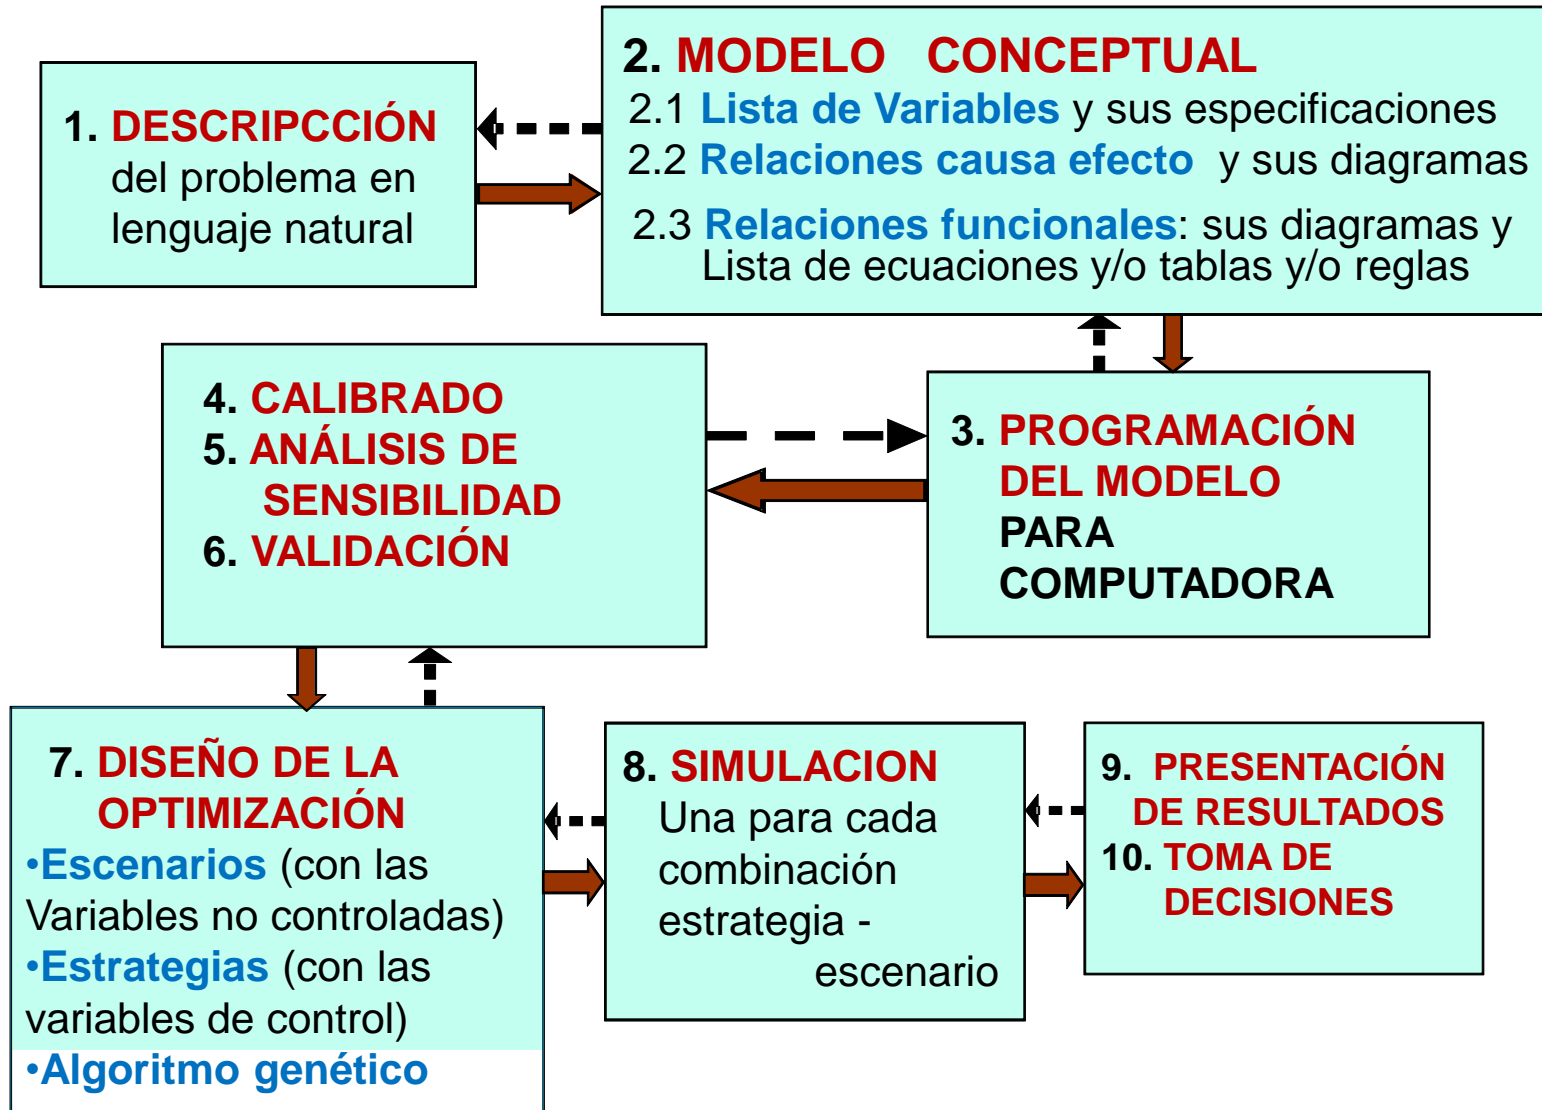 1. DESCRIPCCIÓN
del problema en
lenguaje natural
2. MODELO CONCEPTUAL
2.1 Lista de Variables y sus especificaciones
2.2 Relaciones causa efecto y sus diagramas
2.3 Relaciones funcionales: sus diagramas y
Lista de ecuaciones y/o tablas y/o reglas
3. PROGRAMACIÓN
DEL MODELO
PARA
COMPUTADORA
4. CALIBRADO
5. ANÁLISIS DE
SENSIBILIDAD
6. VALIDACIÓN
7. DISEÑO DE LA
OPTIMIZACIÓN
•Escenarios (con las
Variables no controladas)
•Estrategias (con las
variables de control)
•Algoritmo genético
8. SIMULACION
Una para cada
combinación
estrategia -
escenario
9. PRESENTACIÓN
DE RESULTADOS
10. TOMA DE
DECISIONES